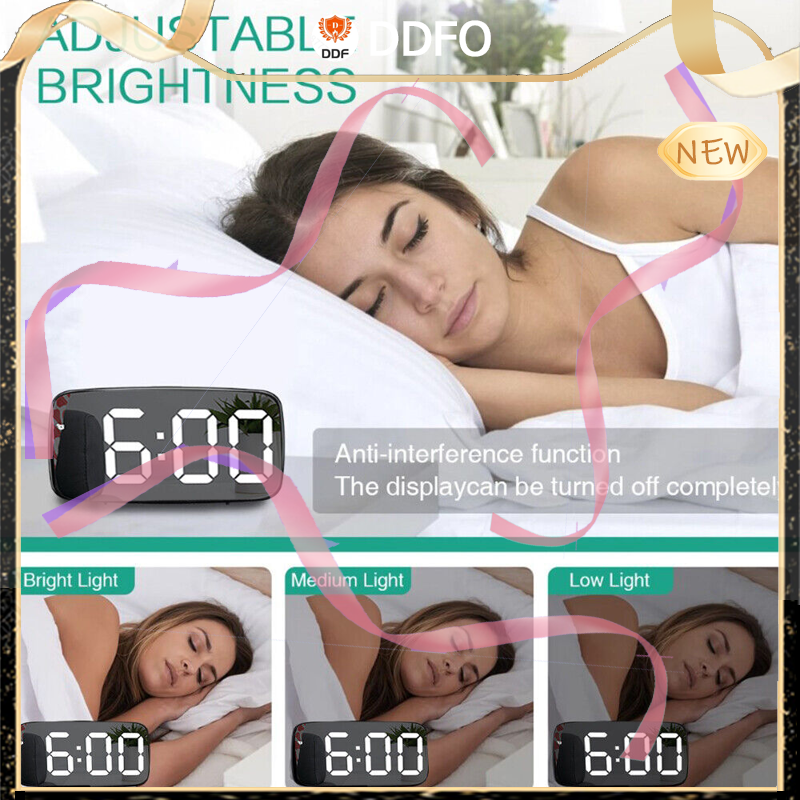 ADJUSTABLE
DDF
DDFO
BRIGHTNESS
NEW
6:00
Anti-interference function
The displaycan be turned off completel
Bright Light
Medium Light
Low Light
6:00
6:00
6:00